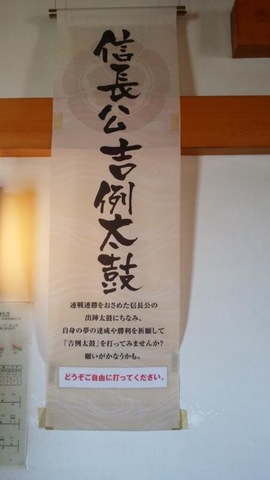 信長公吉例太鼓
連戦連勝をおさめた信長公の
出陣太鼓にちなみ、
自身の夢の達成や勝利を祈願して
「吉例太鼓」を打ってみませんか?
願いがかなうかも。
どうぞご自由に打ってください。